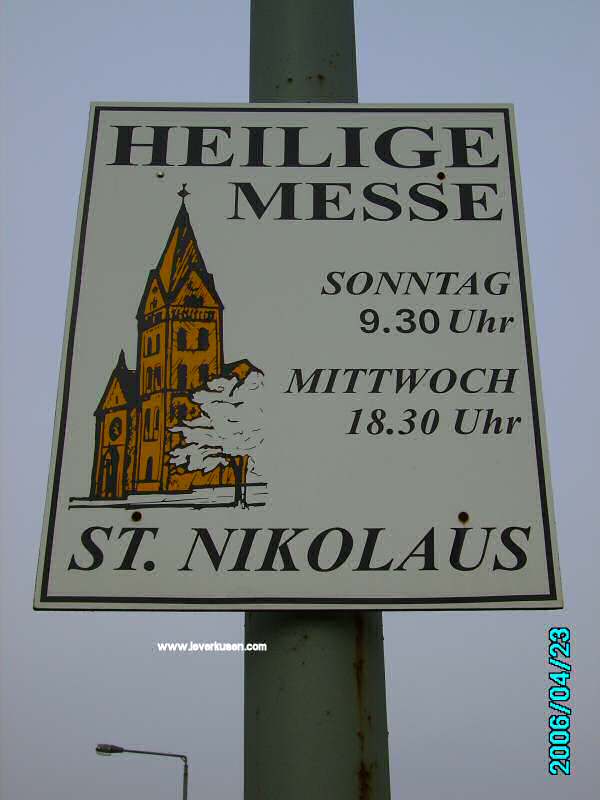 HEILIGE
MESSE
SONNTAG
9.30 Uhr
MITTWOCH
18.30 Uhr
ST. NIKOLAUS
www.leverkusen.com
2006/04/23